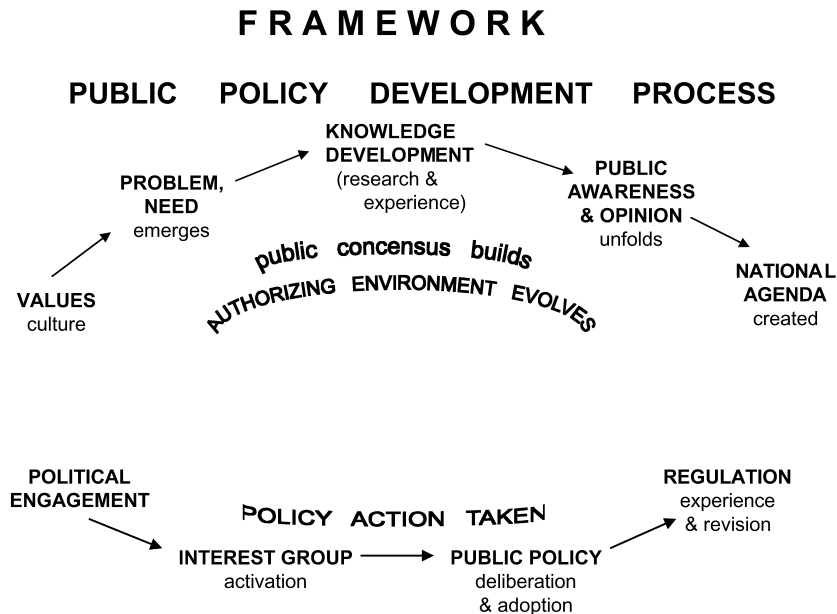 FRAMEWORK
PUBLIC POLICY DEVELOPMENT PROCESS
KNOWLEDGE
DEVELOPMENT
(research &
experience)
PROBLEM,
NEED
emerges
PUBLIC
AWARENESS
& OPINION
unfolds
VALUES
culture
NATIONAL
AGENDA
created
public concensus builds
AUTHORIZING ENVIRONMENT EVOLVES
POLITICAL
ENGAGEMENT
POLICY ACTION TAKEN
INTEREST GROUP
activation
PUBLIC POLICY
deliberation
& adoption
REGULATION
experience
& revision